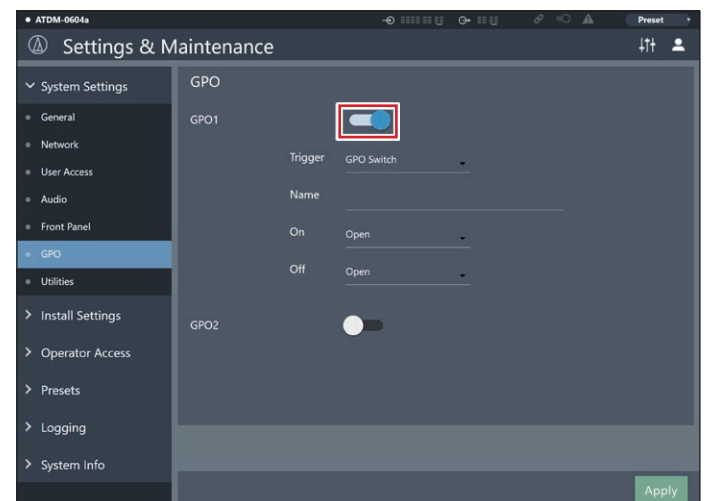 ATDM-0604a
Preset
Settings & Maintenance
System Settings
General
Network
User Access
Audio
Front Panel
GPO
Utilities
Install Settings
Operator Access
Presets
Logging
System Info
GPO
GPO1
Trigger GPO Switch
Name
On Open
Off Open
GPO2
Apply